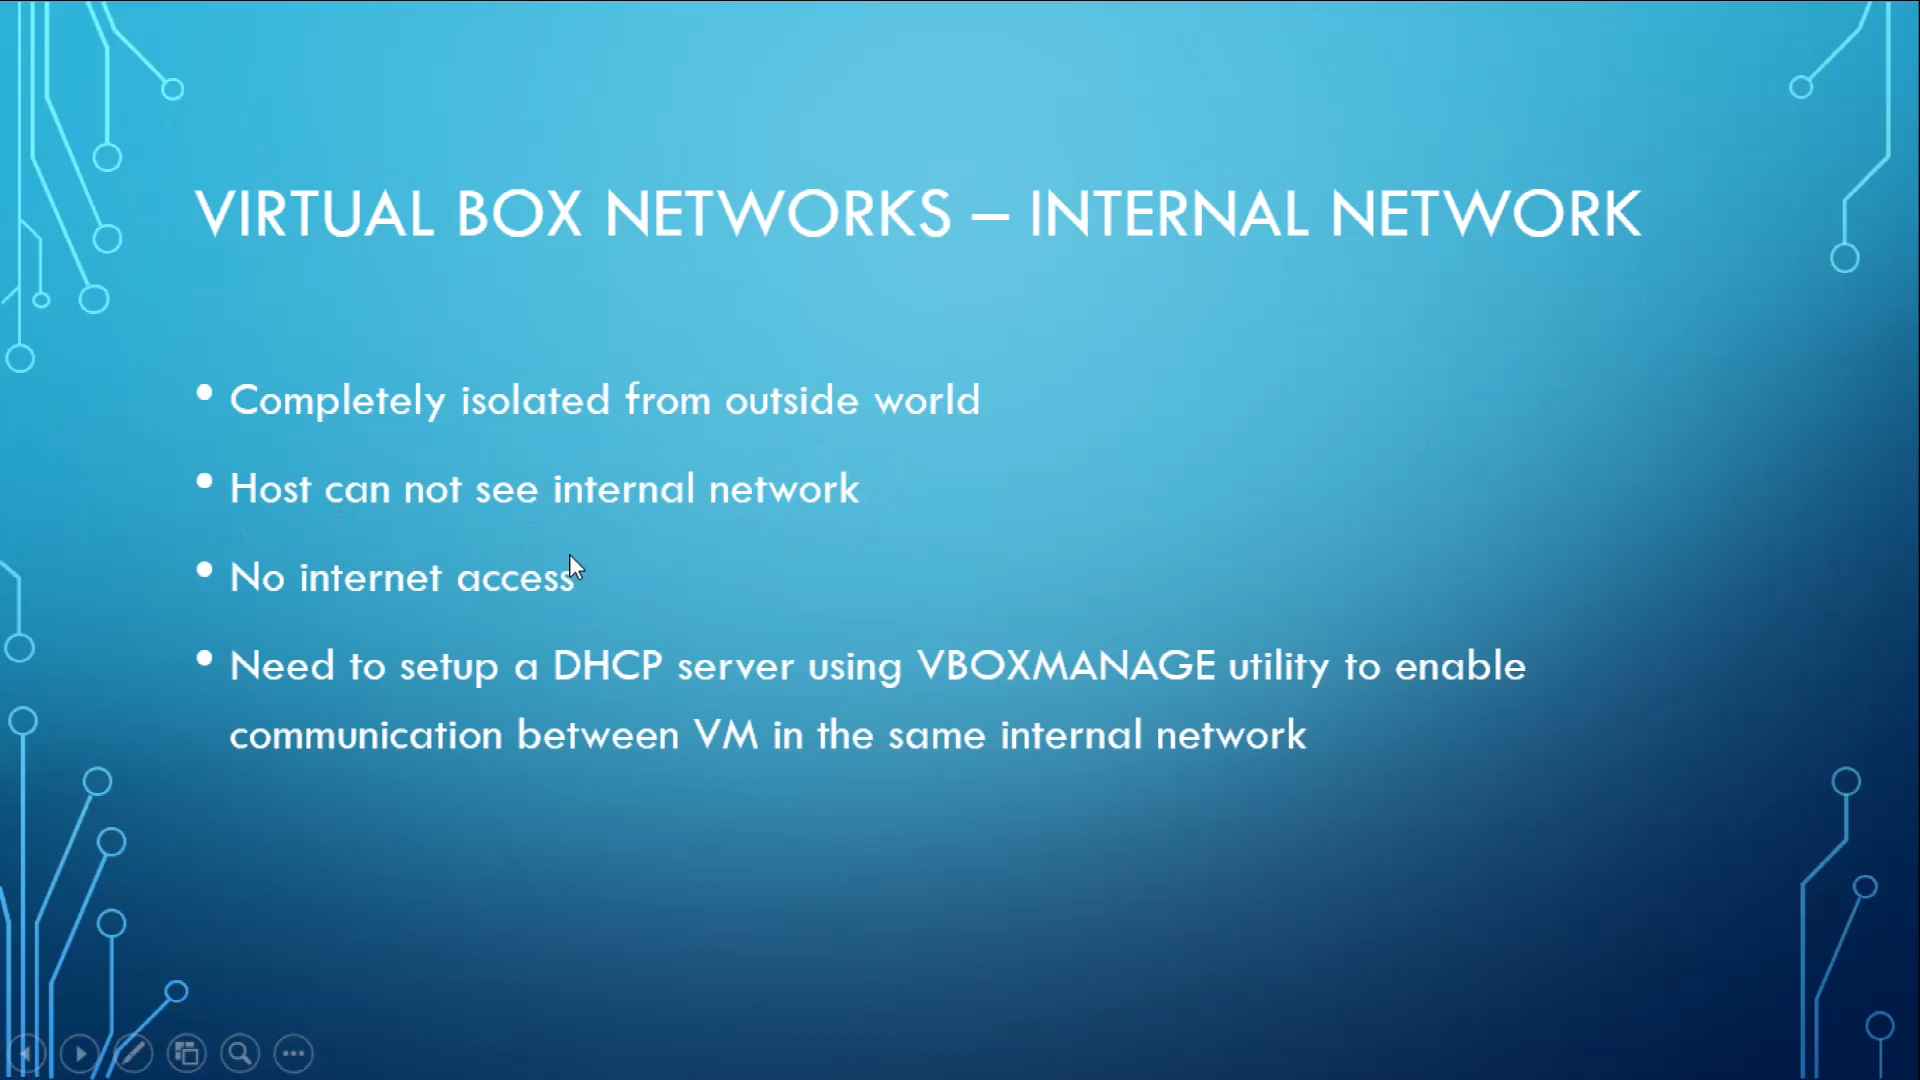 VIRTUAL BOX NETWORKS – INTERNAL NETWORK
• Completely isolated from outside world
• Host can not see internal network
• No internet access
• Need to setup a DHCP server using VBOXMANAGE utility to enable
communication between VM in the same internal network